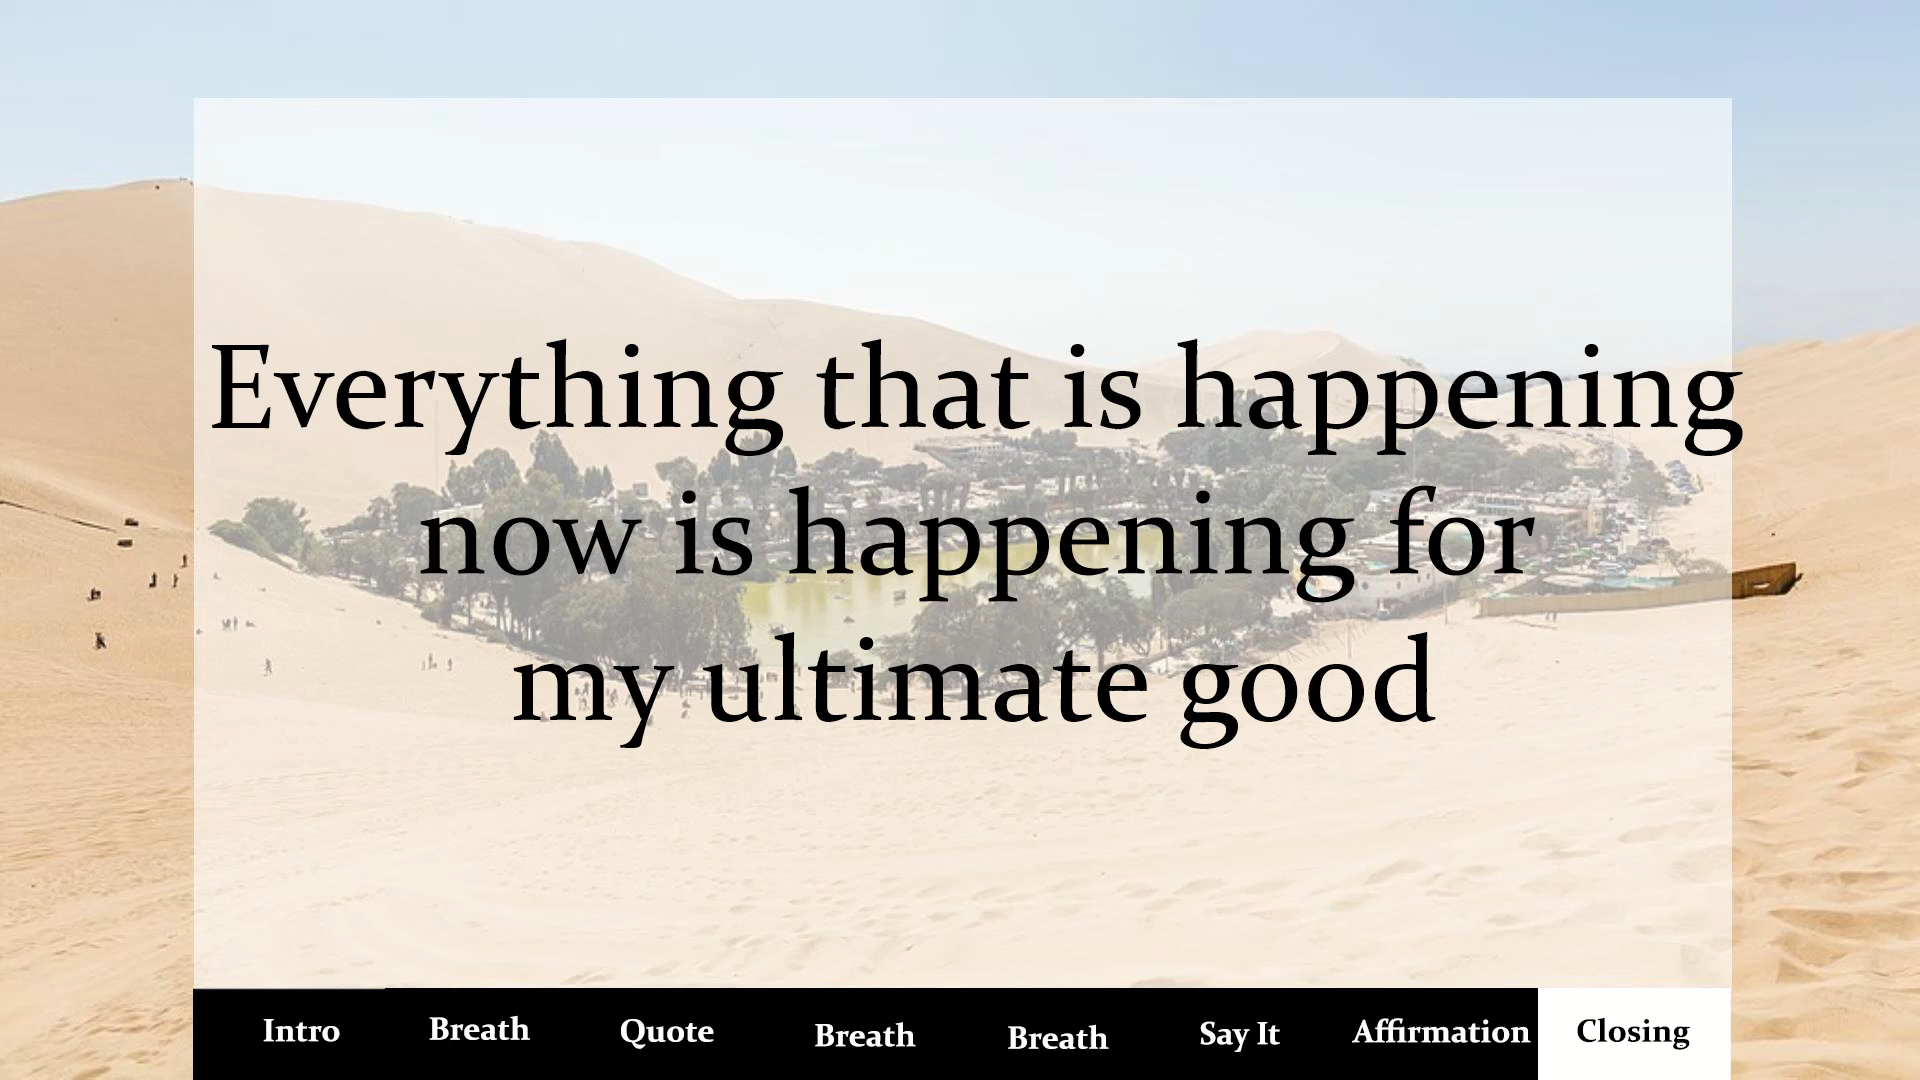 Everything that is happening
now is happening for
my ultimate good
Intro Breath Quote Breath Breath Say It Affirmation Closing